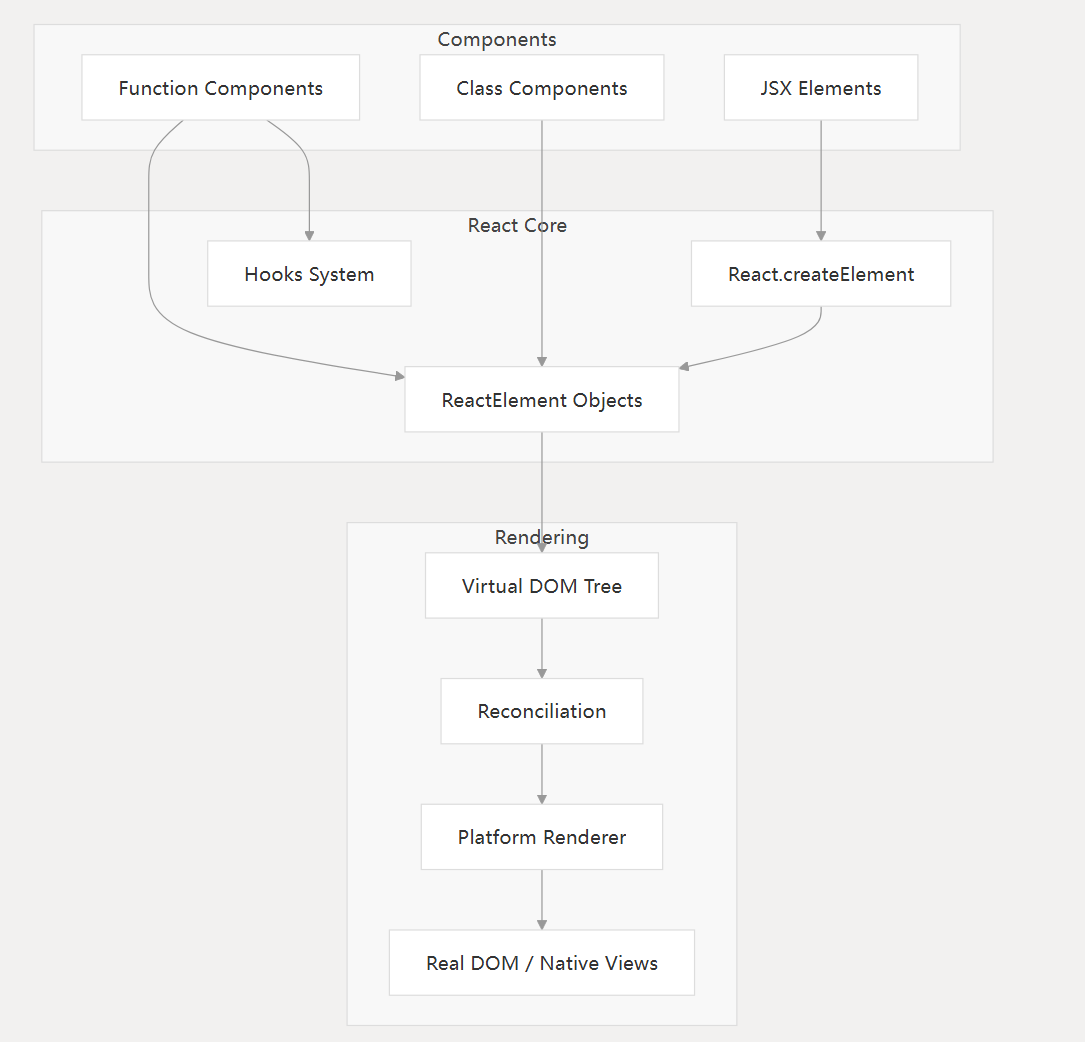 Components
Function Components
Class Components
JSX Elements
React Core
Hooks System
React.createElement
ReactElement Objects
Rendering
Virtual DOM Tree
Reconciliation
Platform Renderer
Real DOM / Native Views